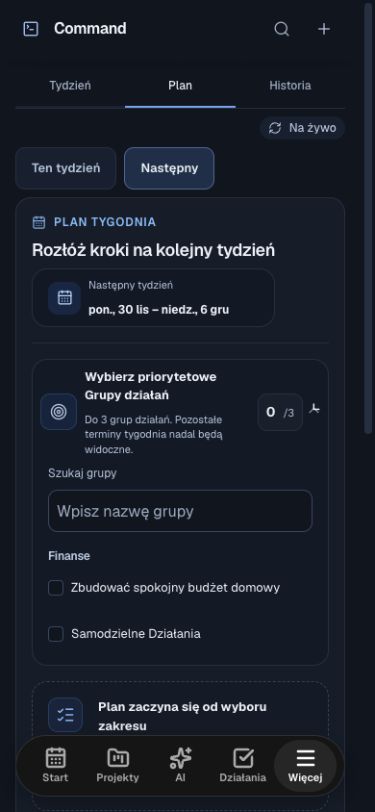 Command
Tydzień Plan Historia
Na żywo
Ten tydzień Następny
PLAN TYGODNIA
Rozłóż kroki na kolejny tydzień
Następny tydzień
pon., 30 lis – niedz., 6 gru
Wybierz priorytetowe
Grupy działań
0 /3
Do 3 grup działań. Pozostałe
terminy tygodnia nadal będą
widoczne.
Szukaj grupy
Wpisz nazwę grupy
Finanse
Zbudować spokojny budżet domowy
Samodzielne Działania
Plan zaczyna się od wyboru
zakresu
Start Projekty AI Działania Więcej